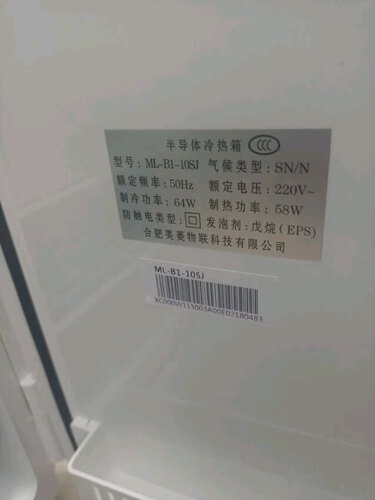 半导体冷热箱 CCC
型号: ML-B1-10SJ 气候类型: SN/N
额定频率: 50Hz 额定电压: 220V~
制冷功率: 64W 制热功率: 58W
防触电类型: 发泡剂: 戊烷(EPS)
合肥美菱物联科技有限公司
ML-B1-10SJ
XC000W115003A00E02180483